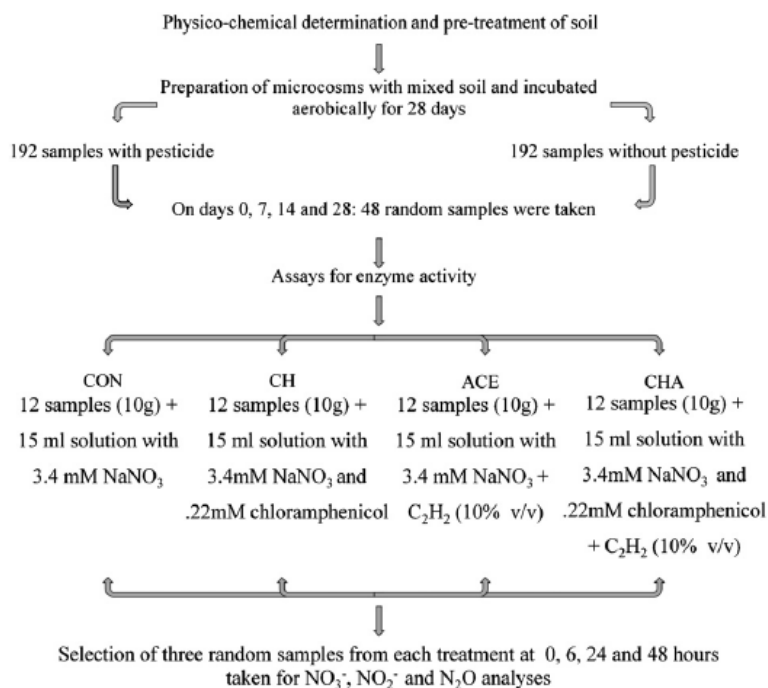 Physico-chemical determination and pre-treatment of soil
Preparation of microcosms with mixed soil and incubated
aerobically for 28 days
192 samples with pesticide
192 samples without pesticide
On days 0, 7, 14 and 28: 48 random samples were taken
Assays for enzyme activity
CON
12 samples (10g) +
15 ml solution with
3.4 mM NaNO₃
CH
12 samples (10g) +
15 ml solution with
3.4mM NaNO₃ and
.22mM chloramphenicol
ACE
12 samples (10g) +
15 ml solution with
3.4 mM NaNO₃ +
C₂H₂ (10% v/v)
CHA
12 samples (10g) +
15 ml solution with
3.4mM NaNO₃ and
.22mM chloramphenicol
+ C₂H₂ (10% v/v)
Selection of three random samples from each treatment at 0, 6, 24 and 48 hours
taken for NO₃⁻, NO₂⁻ and N₂O analyses